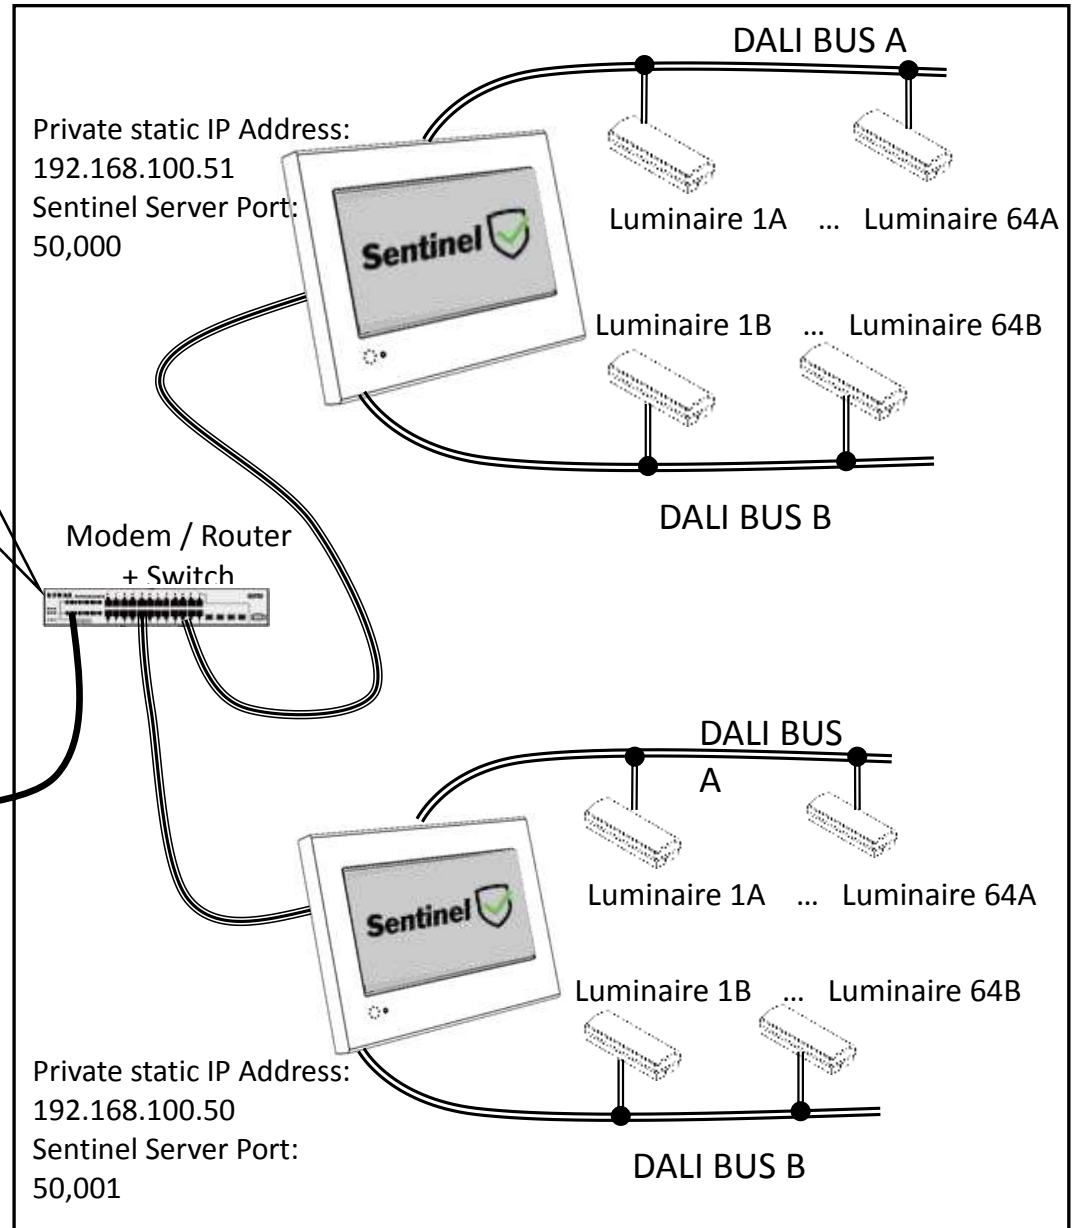 DALI BUS A
Private static IP Address:
192.168.100.51
Sentinel Server Port:
50,000
Sentinel
Luminaire 1A ... Luminaire 64A
Luminaire 1B ... Luminaire 64B
DALI BUS B
Modem / Router
+ Switch
DALI BUS
A
Sentinel
Luminaire 1A ... Luminaire 64A
Luminaire 1B ... Luminaire 64B
Private static IP Address:
192.168.100.50
Sentinel Server Port:
50,001
DALI BUS B